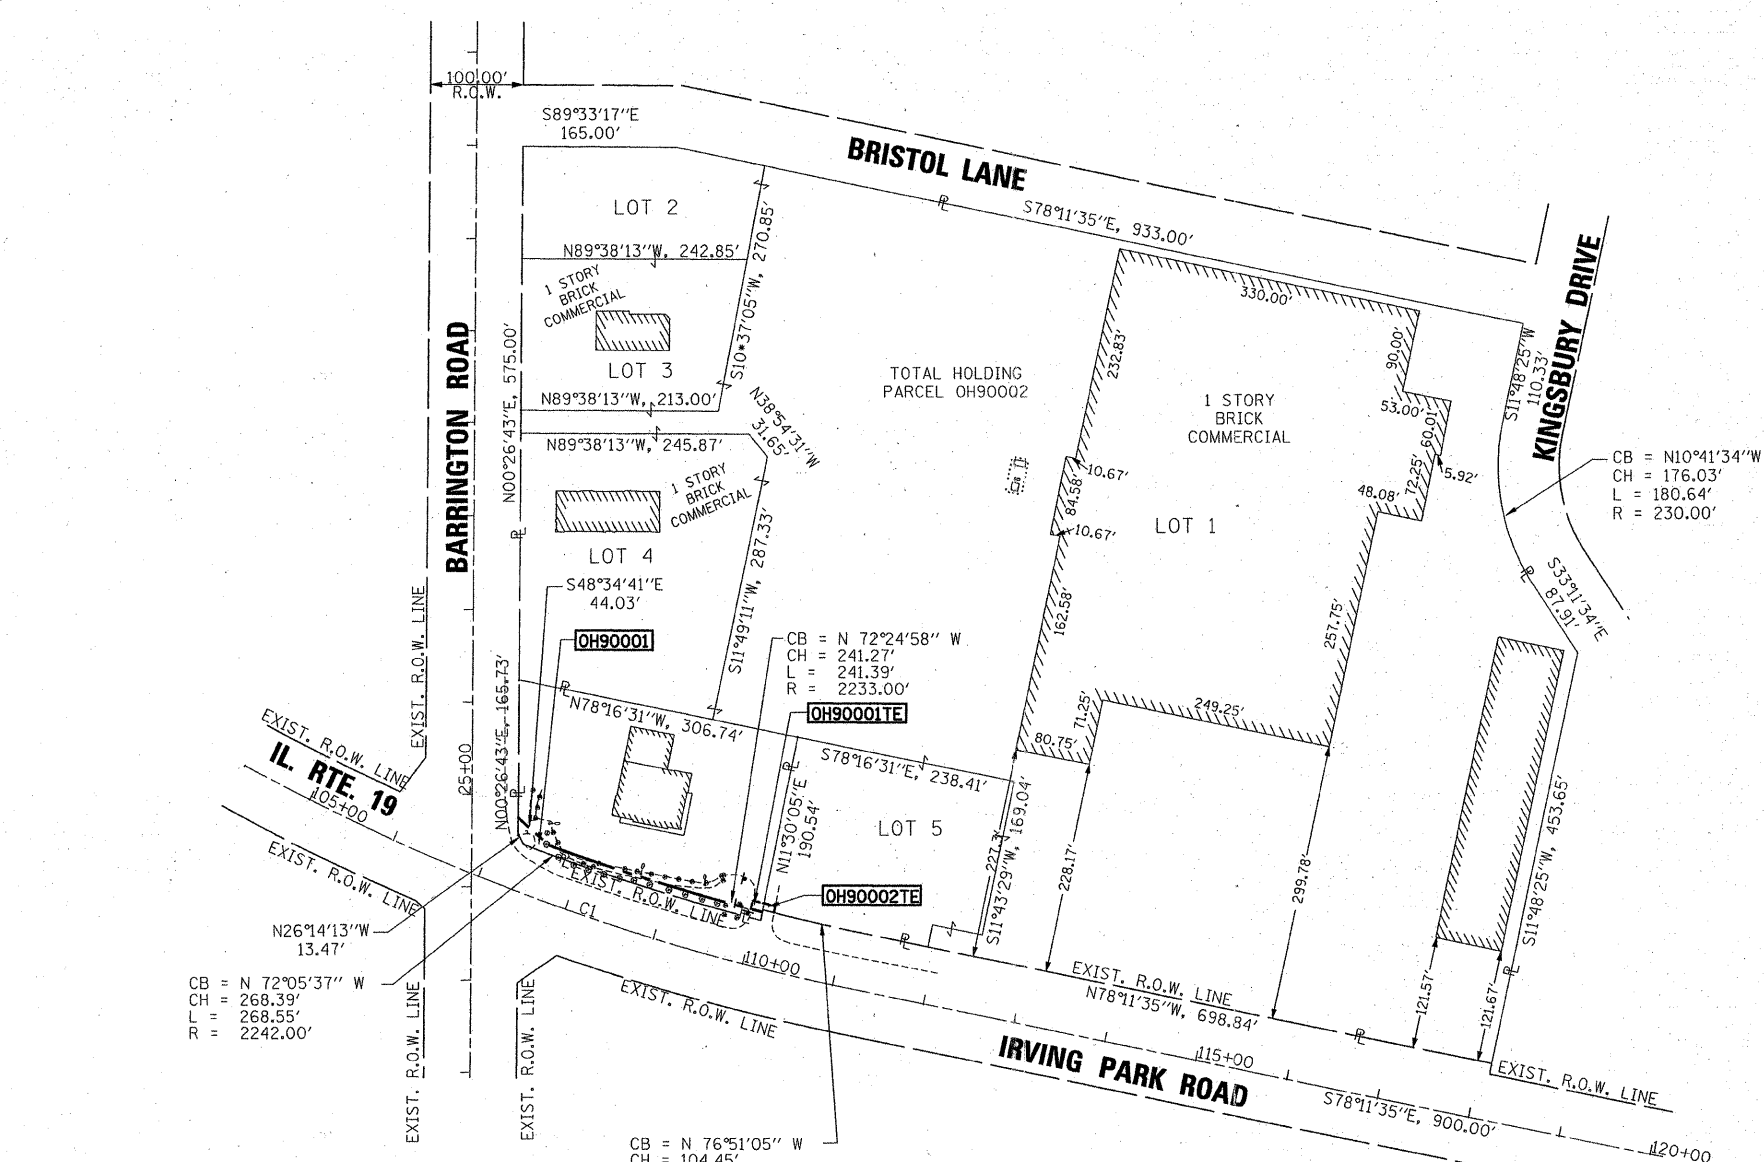 100.00'
R.O.W.
S89°33'17"E
165.00'
BRISTOL LANE
S78°11'35"E, 933.00'
LOT 2
N89°38'13"W, 242.85'
S10*37'05"W, 270.85'
1 STORY
BRICK
COMMERCIAL
LOT 3
N89°38'13"W, 213.00'
N89°38'13"W, 245.87'
N38°54'31"W
31.65'
BARRINGTON ROAD
N00°26'43"E, 575.00'
1 STORY
BRICK
COMMERCIAL
LOT 4
S11°49'11"W, 287.33'
TOTAL HOLDING
PARCEL OH90002
330.00'
232.83'
90.00'
53.00'
60.01'
5.92'
72.25'
48.08'
1 STORY
BRICK
COMMERCIAL
LOT 1
10.67'
84.58'
10.67'
162.58'
257.75'
249.25'
71.25'
80.75'
KINGSBURY DRIVE
S11°48'25"W
110.33'
CB = N10°41'34"W
CH = 176.03'
L = 180.64'
R = 230.00'
S33°11'34"E
87.91'
S48°34'41"E
44.03'
OH90001
CB = N 72°24'58" W
CH = 241.27'
L = 241.39'
R = 2233.00'
OH90001TE
EXIST. R.O.W. LINE
N00°26'43"E, 165.73'
N78°16'31"W, 306.74'
S78°16'31"E, 238.41'
N11°30'05"E
190.54'
LOT 5
227.3'
S11°43'29"W, 169.04'
228.17'
299.78'
121.57'
121.67'
S11°48'25"W, 453.65'
EXIST. R.O.W. LINE
IL. RTE. 19
105+00
25+00
EXIST. R.O.W. LINE
EXIST. R.O.W. LINE
C1
OH90002TE
N26°14'13"W
13.47'
CB = N 72°05'37" W
CH = 268.39'
L = 268.55'
R = 2242.00'
110+00
EXIST. R.O.W. LINE
N78°11'35"W, 698.84'
EXIST. R.O.W. LINE
EXIST. R.O.W. LINE
EXIST. R.O.W. LINE
IRVING PARK ROAD
115+00
EXIST. R.O.W. LINE
S78°11'35"E, 900.00'
120+00
CB = N 76°51'05" W
CH = 104.45'